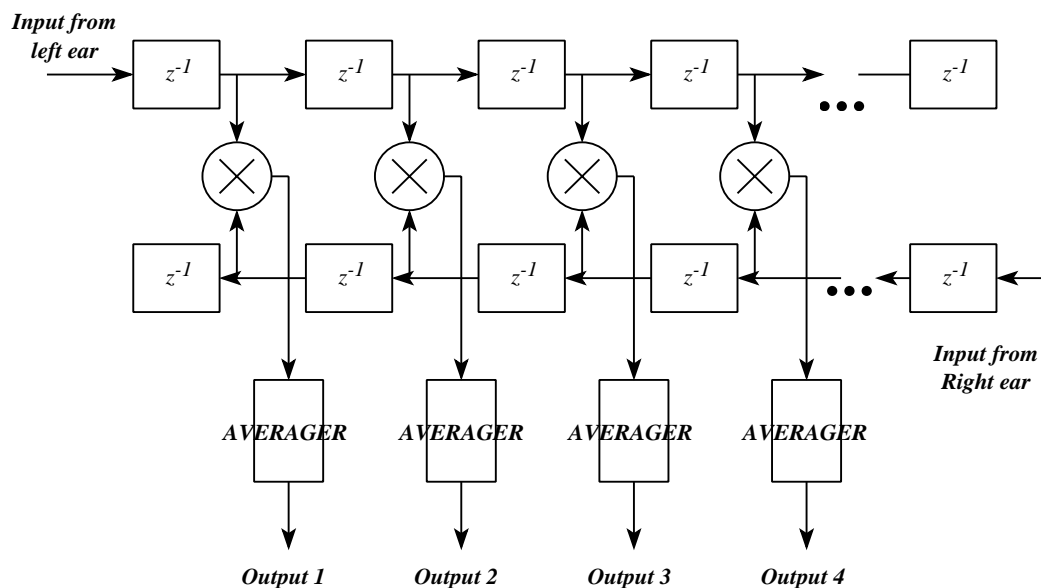 Input from
left ear
z-1 z-1 z-1 z-1 z-1
z-1 z-1 z-1 z-1 z-1
Input from
Right ear
AVERAGER AVERAGER AVERAGER AVERAGER
Output 1 Output 2 Output 3 Output 4